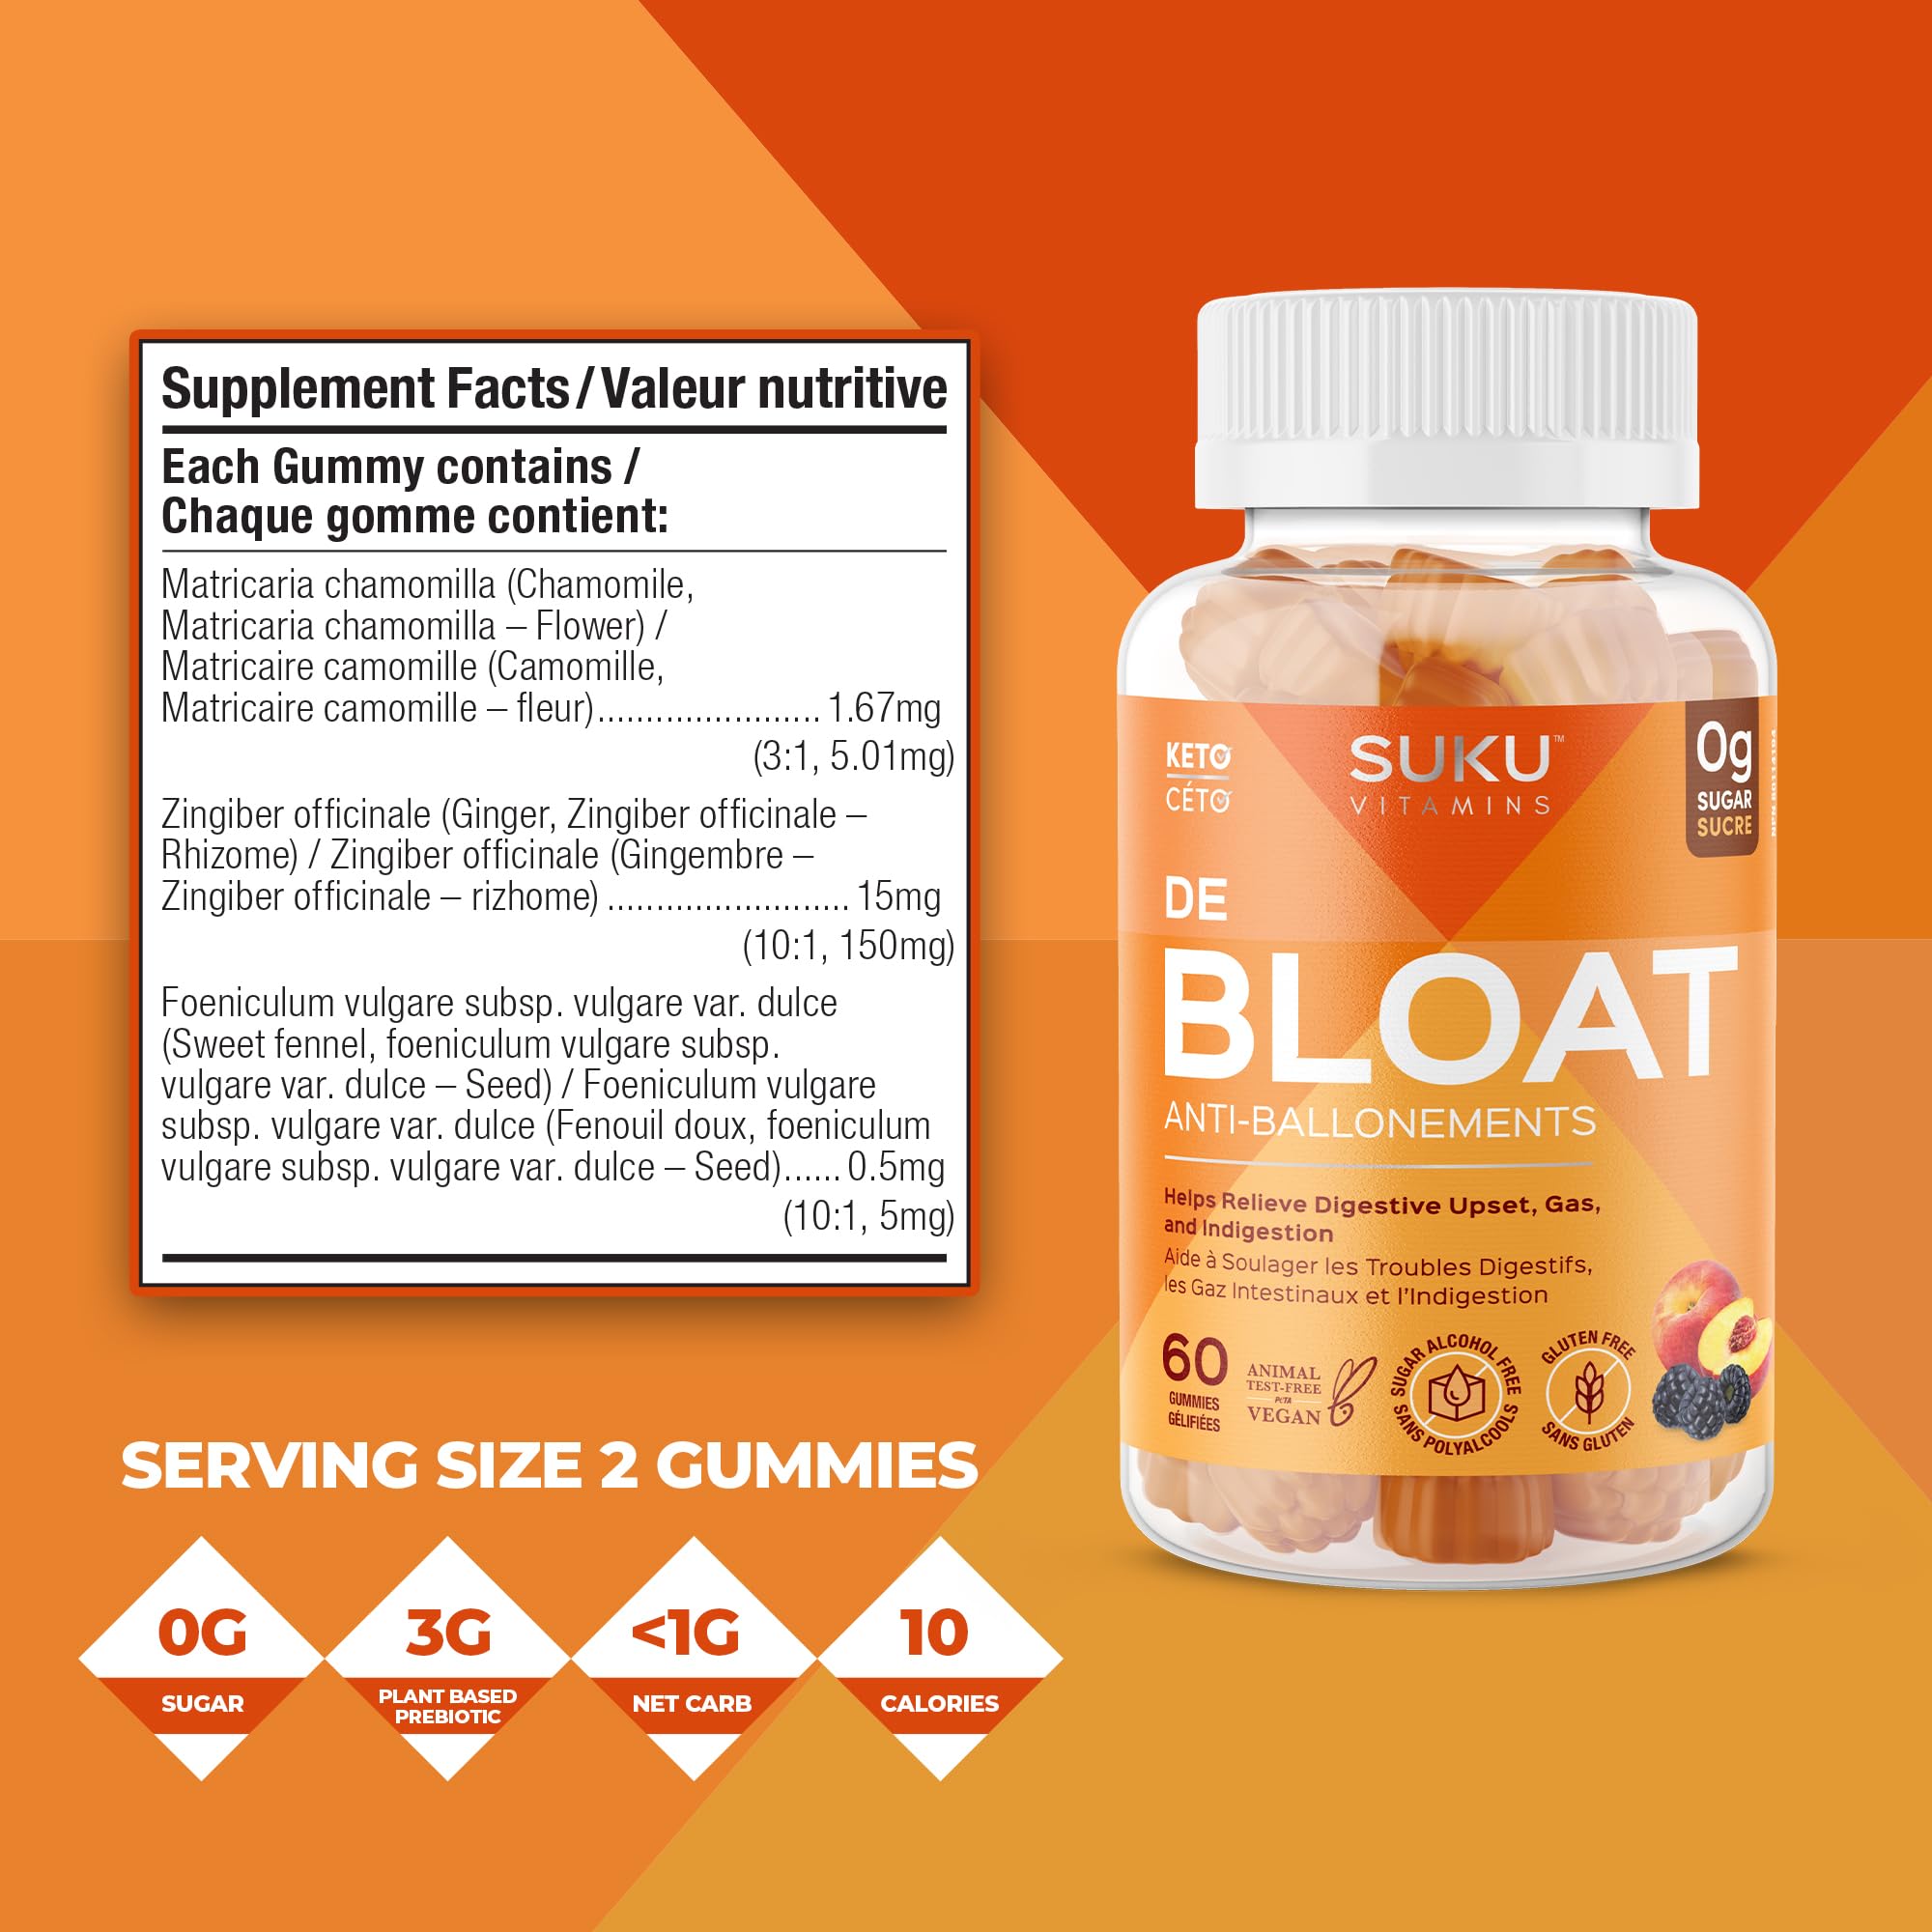 Supplement Facts / Valeur nutritive
Each Gummy contains /
Chaque gomme contient:
Matricaria chamomilla (Chamomile,
Matricaria chamomilla – Flower) /
Matricaire camomille (Camomille,
Matricaire camomille – fleur)....................... 1.67mg
(3:1, 5.01mg)
Zingiber officinale (Ginger, Zingiber officinale –
Rhizome) / Zingiber officinale (Gingembre –
Zingiber officinale – rizhome) ......................... 15mg
(10:1, 150mg)
Foeniculum vulgare subsp. vulgare var. dulce
(Sweet fennel, foeniculum vulgare subsp.
vulgare var. dulce – Seed) / Foeniculum vulgare
subsp. vulgare var. dulce (Fenouil doux, foeniculum
vulgare subsp. vulgare var. dulce – Seed)...... 0.5mg
(10:1, 5mg)
SERVING SIZE 2 GUMMIES
0G
SUGAR
3G
PLANT BASED
PREBIOTIC
<1G
NET CARB
10
CALORIES
KETO
CÉTO
SUKU™
VITAMINS
0g
SUGAR
SUCRE
DE
BLOAT
ANTI-BALLONEMENTS
Helps Relieve Digestive Upset, Gas,
and Indigestion
Aide à Soulager les Troubles Digestifs,
les Gaz Intestinaux et l'Indigestion
60
GUMMIES
GÉLIFIÉES
ANIMAL
TEST-FREE
PeTA
VEGAN
SUGAR ALCOHOL FREE
SANS POLYALCOOLS
GLUTEN FREE
SANS GLUTEN